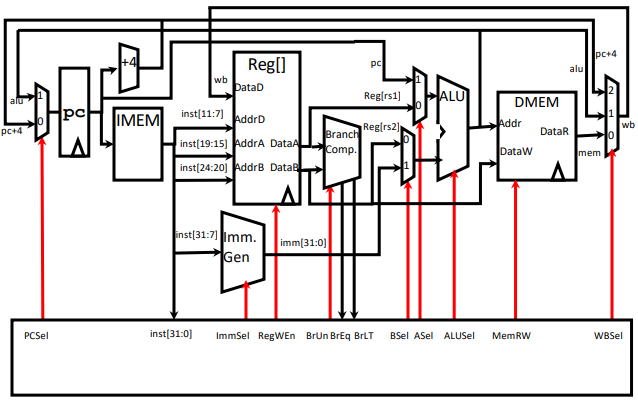 pc+4
+4
Reg[]
pc
alu
wb
DataD
ALU
1
alu
1
2
pc
IMEM
inst[11:7]
AddrD
Reg[rs1]
0
DMEM
1
wb
pc+4
0
Reg[rs2]
Addr
DataR
0
inst[19:15]
AddrA
DataA
Branch
Comp.
0
DataW
mem
inst[24:20]
AddrB
DataB
1
inst[31:7]
Imm.
Gen
imm[31:0]
PCSel
inst[31:0]
ImmSel
RegWEn
BrUn
BrEq
BrLT
BSel
ASel
ALUSel
MemRW
WBSel